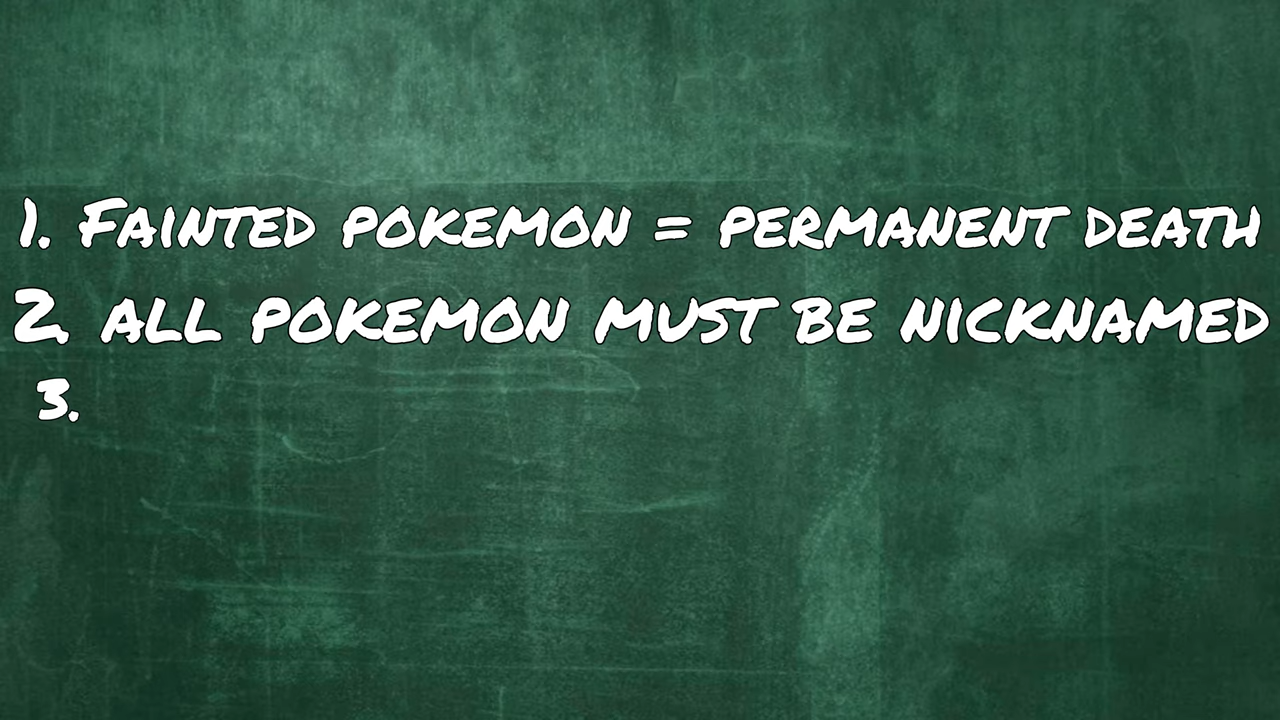 1. Fainted pokemon = permanent death
2. all pokemon must be nicknamed
3.